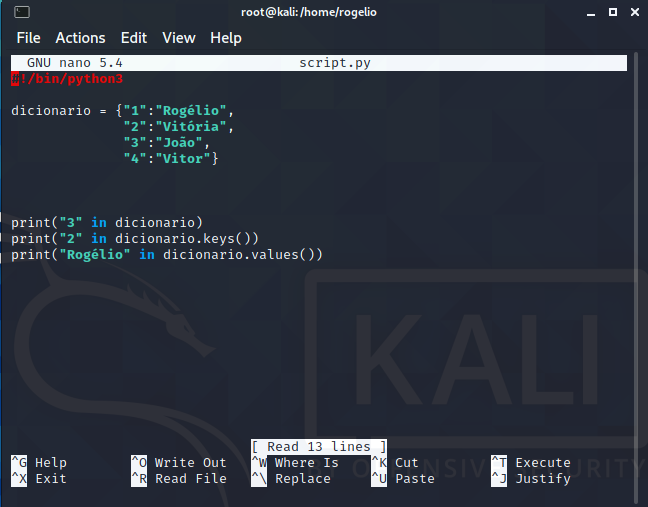 root@kali: /home/rogelio
File Actions Edit View Help
GNU nano 5.4 script.py
#!/bin/python3
dicionario = {"1":"Rogélio",
"2":"Vitória",
"3":"João",
"4":"Vitor"}
print("3" in dicionario)
print("2" in dicionario.keys())
print("Rogélio" in dicionario.values())
KALI
[ Read 13 lines ]
^G Help ^O Write Out ^W Where Is ^K Cut ^T Execute
^X Exit ^R Read File ^\ Replace ^U Paste ^J Justify